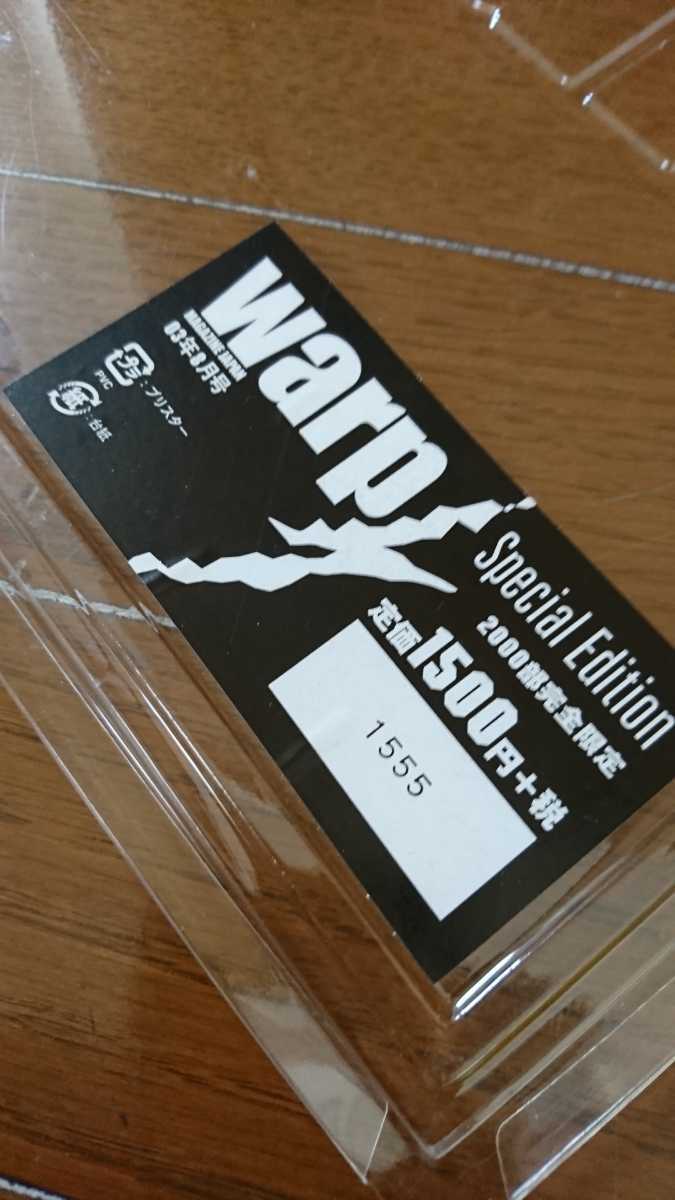 warp
MAGAZINE JAPAN
03年8月号
プラ
:ブリスター
PVC
紙
:台紙
Special Edition
2000部完全限定
定価1500円+税
1555